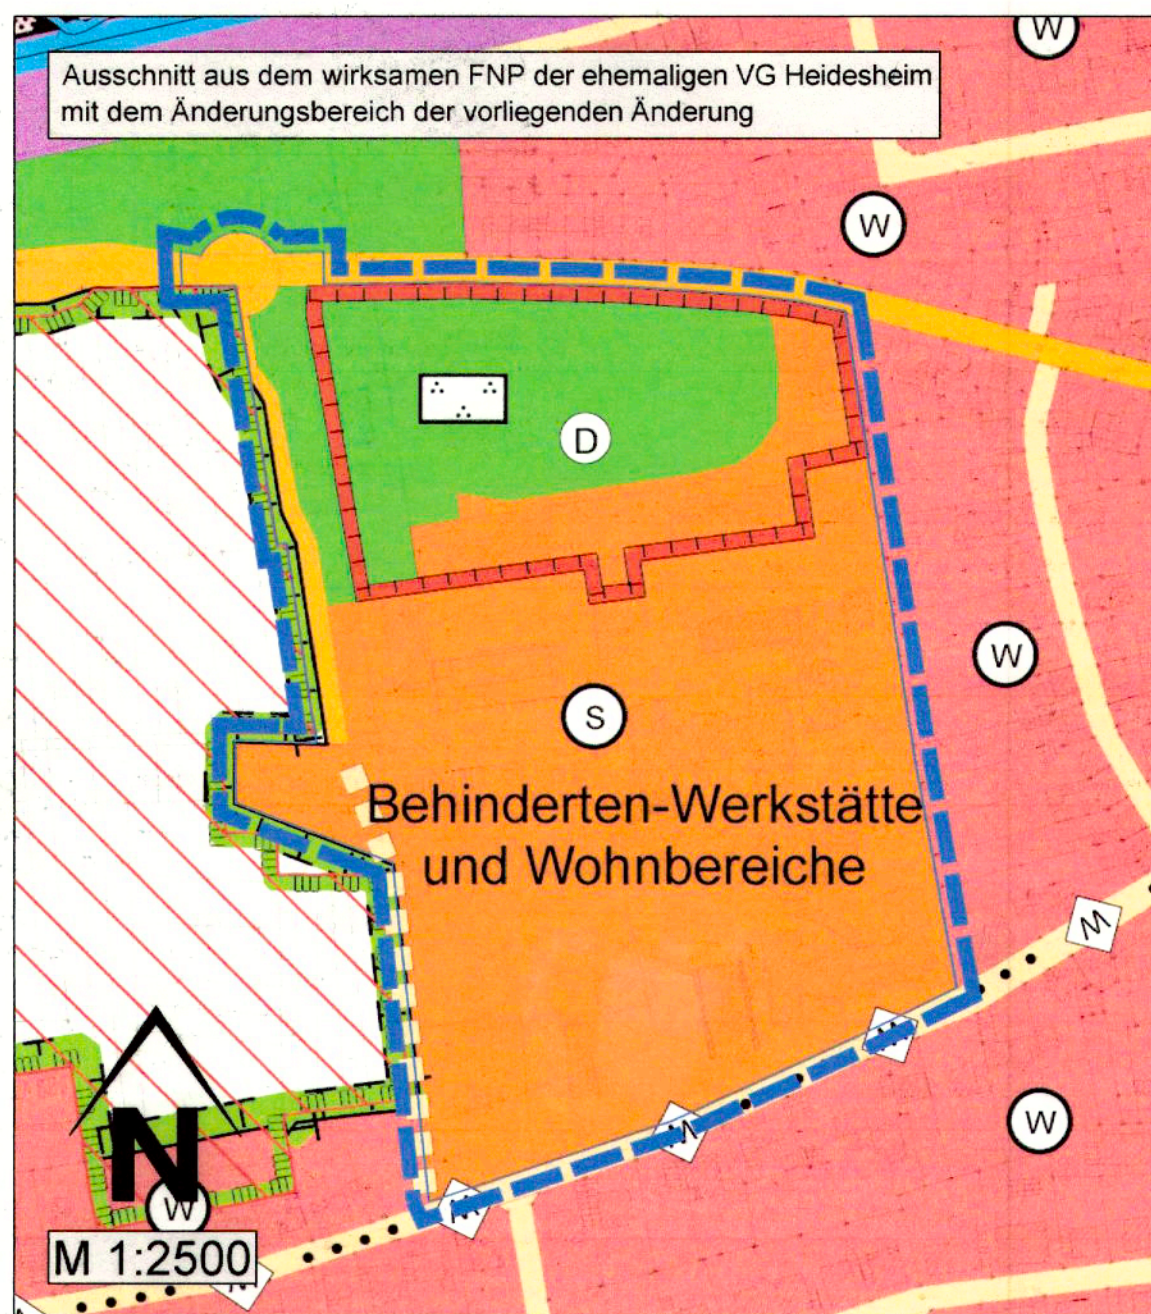 W
Ausschnitt aus dem wirksamen FNP der ehemaligen VG Heidesheim
mit dem Änderungsbereich der vorliegenden Änderung
W
D
W
S
Behinderten-Werkstätte
und Wohnbereiche
M
M
W
M
N
W
M
M 1:2500
M